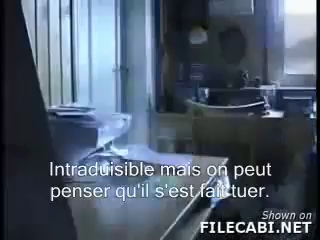 Intraduisible mais on peut
penser qu'il s'est fait tuer.
Shown on
FILECABI.NET